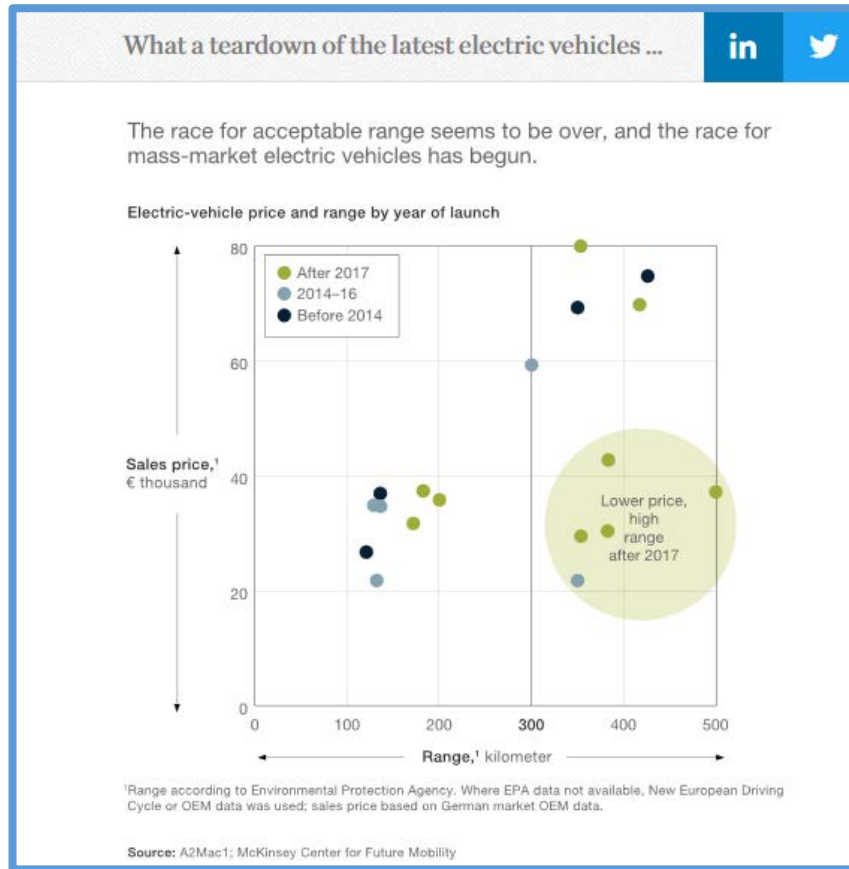 What a teardown of the latest electric vehicles ...
in
The race for acceptable range seems to be over, and the race for
mass-market electric vehicles has begun.
Electric-vehicle price and range by year of launch
80
After 2017
2014–16
Before 2014
60
Sales price,¹
€ thousand
40
Lower price,
high
range
after 2017
20
0
0 100 200 300 400 500
Range,¹ kilometer
¹Range according to Environmental Protection Agency. Where EPA data not available, New European Driving
Cycle or OEM data was used; sales price based on German market OEM data.
Source: A2Mac1; McKinsey Center for Future Mobility